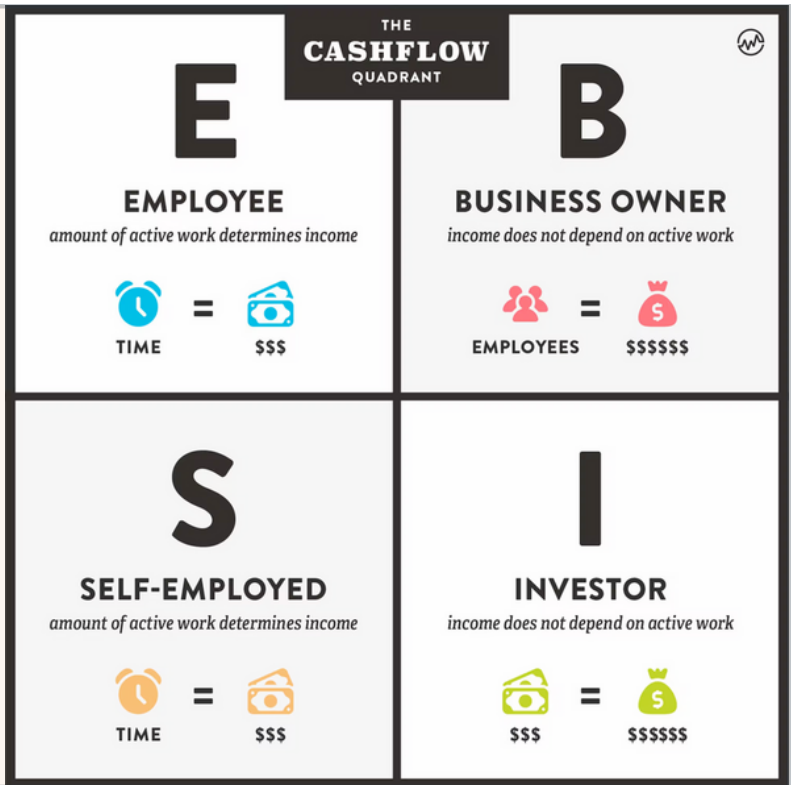 THE
CASHFLOW
QUADRANT
E
EMPLOYEE
amount of active work determines income
=
TIME
$$$
B
BUSINESS OWNER
income does not depend on active work
=
$
EMPLOYEES
$$$$$$
S
SELF-EMPLOYED
amount of active work determines income
=
TIME
$$$
I
INVESTOR
income does not depend on active work
=
$
$$$
$$$$$$